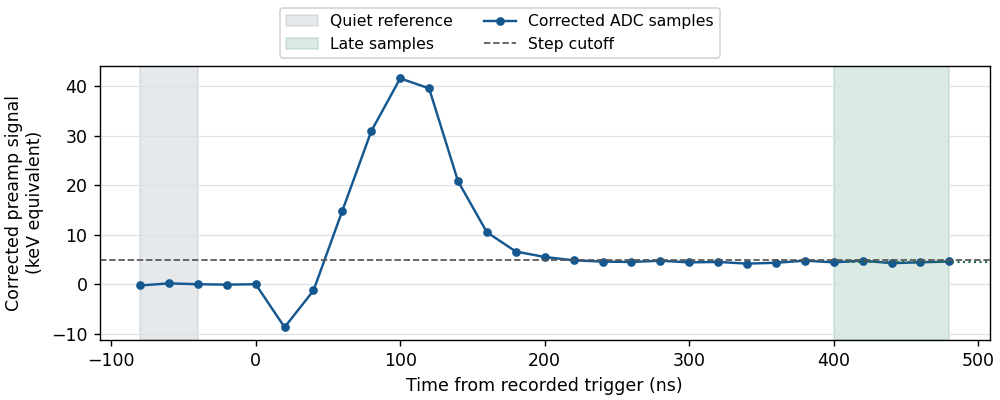 Quiet reference
Late samples
Corrected ADC samples
Step cutoff
Corrected preamp signal
(keV equivalent)
40
30
20
10
0
−10
−100
0
100
200
300
400
500
Time from recorded trigger (ns)